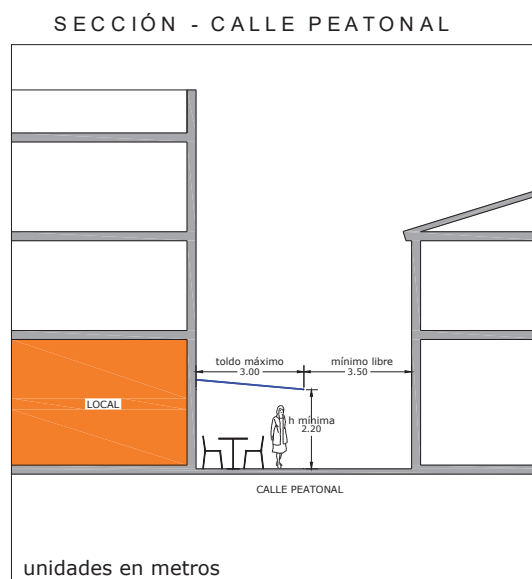 SECCIÓN - CALLE PEATONAL
toldo máximo
3.00
mínimo libre
3.50
LOCAL
h mínima
2.20
CALLE PEATONAL
unidades en metros